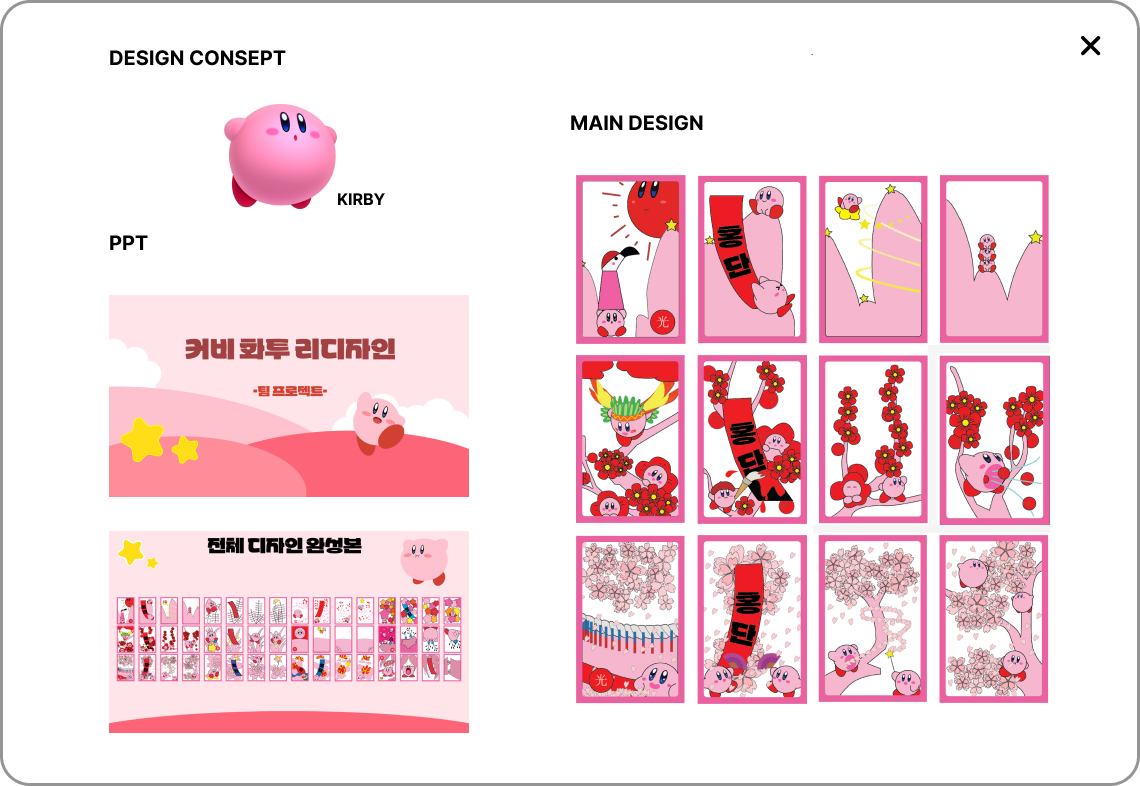 DESIGN CONSEPT
KIRBY
PPT
커비 화투 리디자인
-팀 프로젝트-
전체 디자인 완성본
MAIN DESIGN
光
홍단
홍단
光
홍단